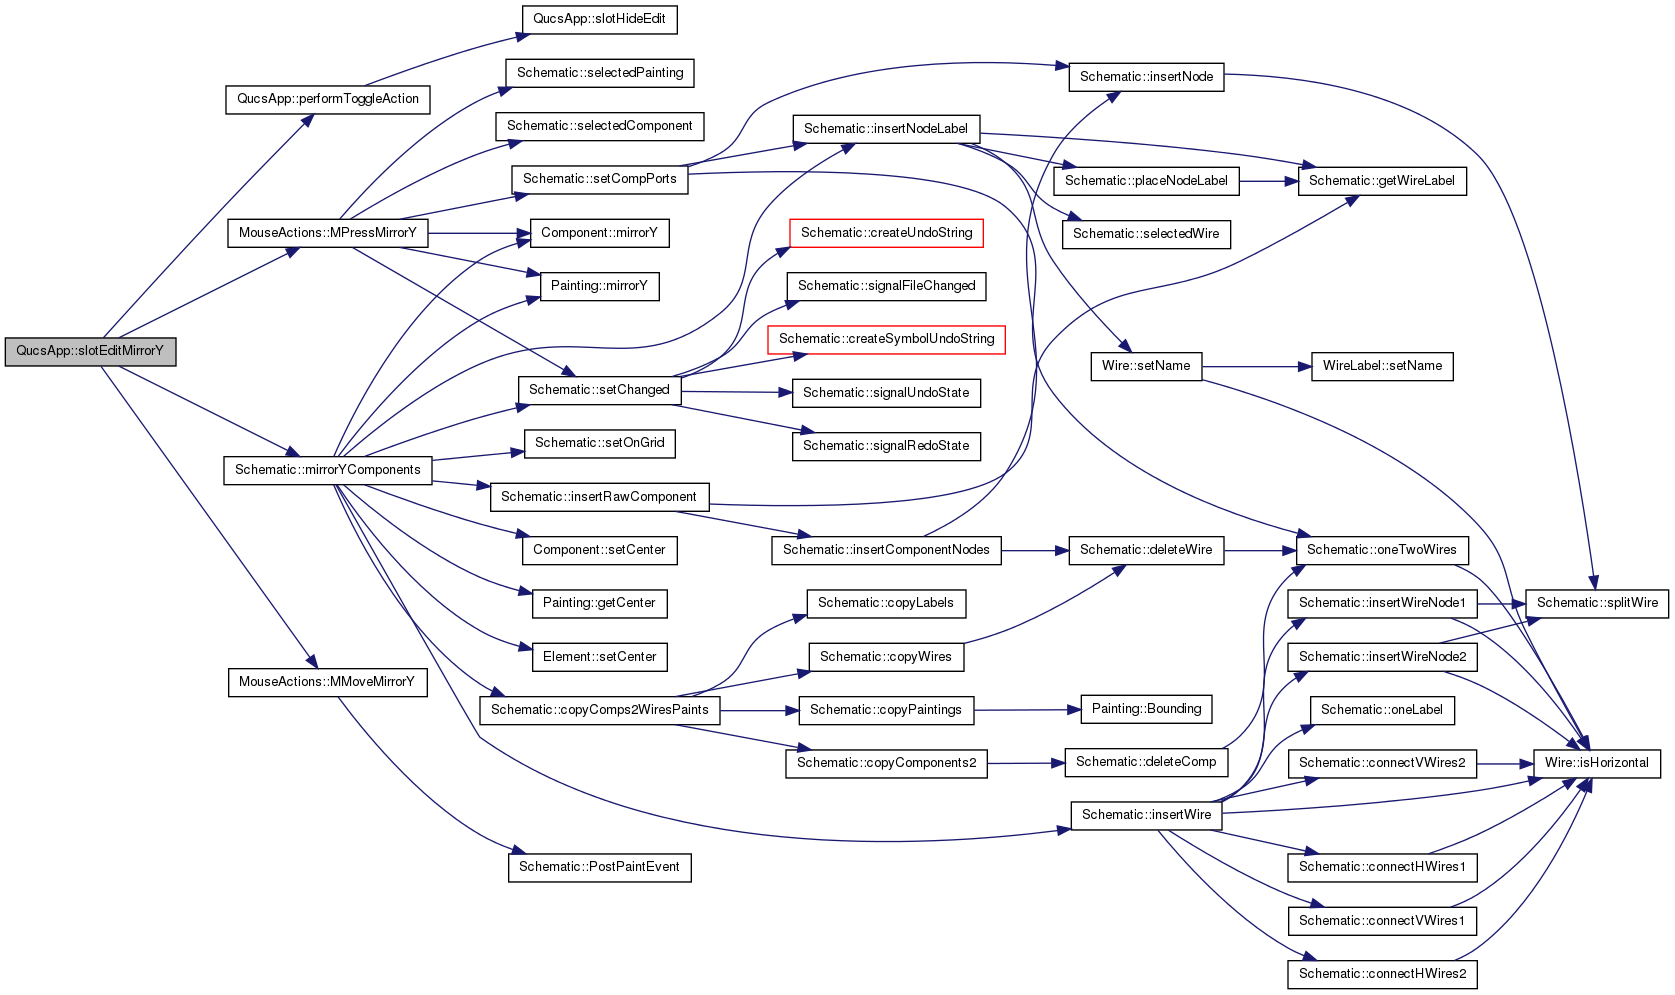 QucsApp::slotEditMirrorY
QucsApp::performToggleAction
MouseActions::MPressMirrorY
Schematic::mirrorYComponents
MouseActions::MMoveMirrorY
QucsApp::slotHideEdit
Schematic::selectedPainting
Schematic::selectedComponent
Schematic::setCompPorts
Component::mirrorY
Painting::mirrorY
Schematic::setChanged
Schematic::setOnGrid
Schematic::insertRawComponent
Component::setCenter
Painting::getCenter
Element::setCenter
Schematic::copyComps2WiresPaints
Schematic::PostPaintEvent
Schematic::insertNodeLabel
Schematic::createUndoString
Schematic::signalFileChanged
Schematic::createSymbolUndoString
Schematic::signalUndoState
Schematic::signalRedoState
Schematic::insertComponentNodes
Schematic::copyLabels
Schematic::copyWires
Schematic::copyPaintings
Schematic::copyComponents2
Schematic::insertNode
Schematic::placeNodeLabel
Schematic::selectedWire
Wire::setName
Schematic::deleteWire
Painting::Bounding
Schematic::deleteComp
Schematic::insertWire
Schematic::getWireLabel
WireLabel::setName
Schematic::oneTwoWires
Schematic::insertWireNode1
Schematic::insertWireNode2
Schematic::oneLabel
Schematic::connectVWires2
Schematic::connectHWires1
Schematic::connectVWires1
Schematic::connectHWires2
Schematic::splitWire
Wire::isHorizontal